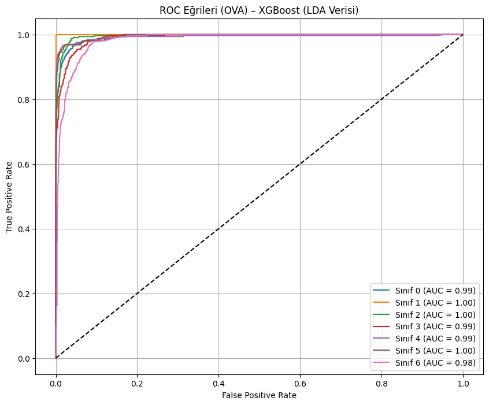 ROC Eğrileri (OVA) – XGBoost (LDA Verisi)
True Positive Rate
1.0
0.8
0.6
0.4
0.2
0.0
Sınıf 0 (AUC = 0.99)
Sınıf 1 (AUC = 1.00)
Sınıf 2 (AUC = 1.00)
Sınıf 3 (AUC = 0.99)
Sınıf 4 (AUC = 0.99)
Sınıf 5 (AUC = 1.00)
Sınıf 6 (AUC = 0.98)
0.0 0.2 0.4 0.6 0.8 1.0
False Positive Rate